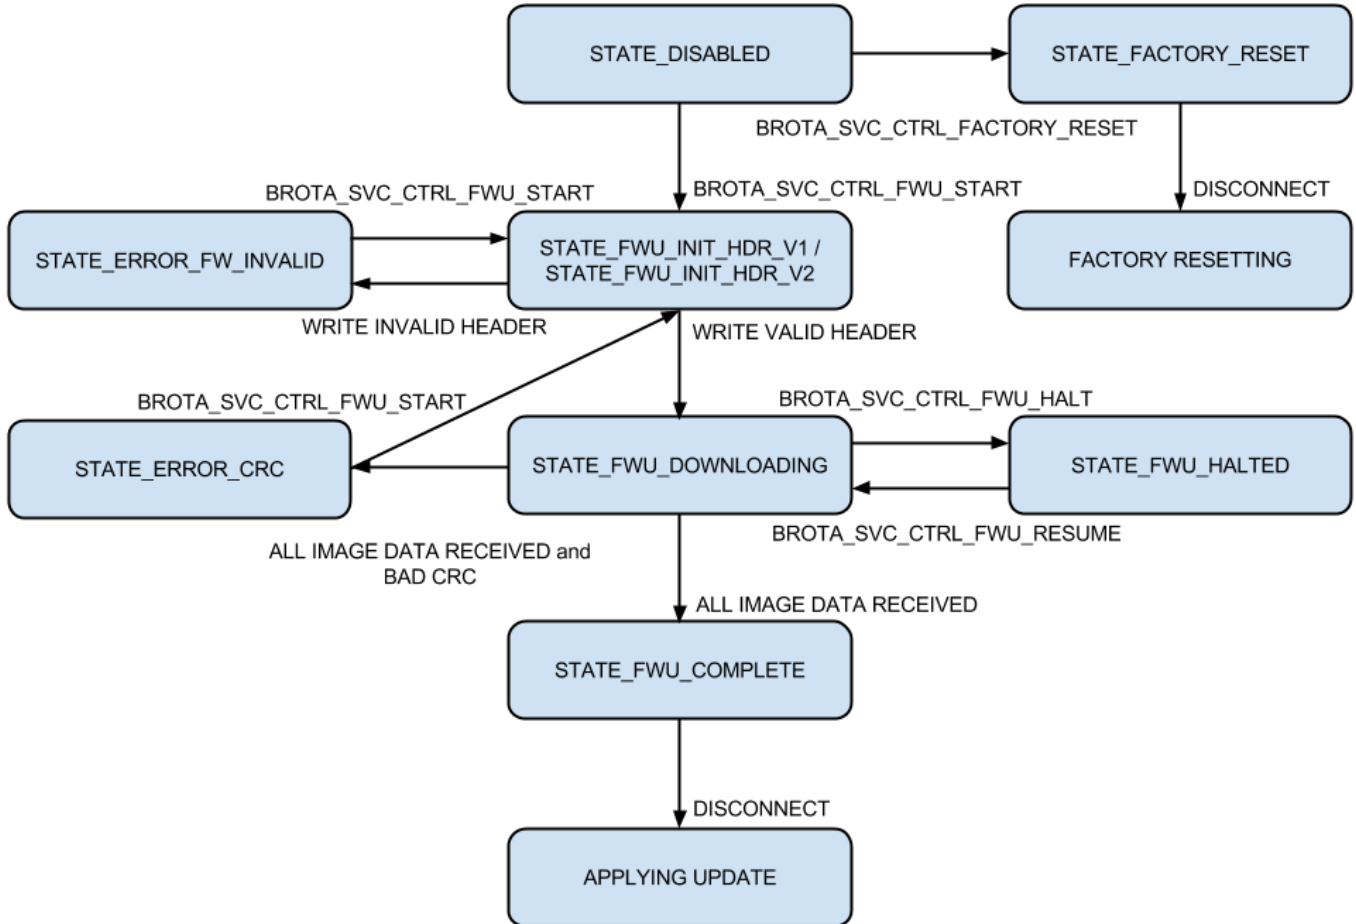 STATE_DISABLED
STATE_FACTORY_RESET
BROTA_SVC_CTRL_FACTORY_RESET
BROTA_SVC_CTRL_FWU_START
BROTA_SVC_CTRL_FWU_START
DISCONNECT
STATE_ERROR_FW_INVALID
STATE_FWU_INIT_HDR_V1 /
STATE_FWU_INIT_HDR_V2
FACTORY RESETTING
WRITE INVALID HEADER
WRITE VALID HEADER
BROTA_SVC_CTRL_FWU_START
BROTA_SVC_CTRL_FWU_HALT
STATE_ERROR_CRC
STATE_FWU_DOWNLOADING
STATE_FWU_HALTED
BROTA_SVC_CTRL_FWU_RESUME
ALL IMAGE DATA RECEIVED and
BAD CRC
ALL IMAGE DATA RECEIVED
STATE_FWU_COMPLETE
DISCONNECT
APPLYING UPDATE